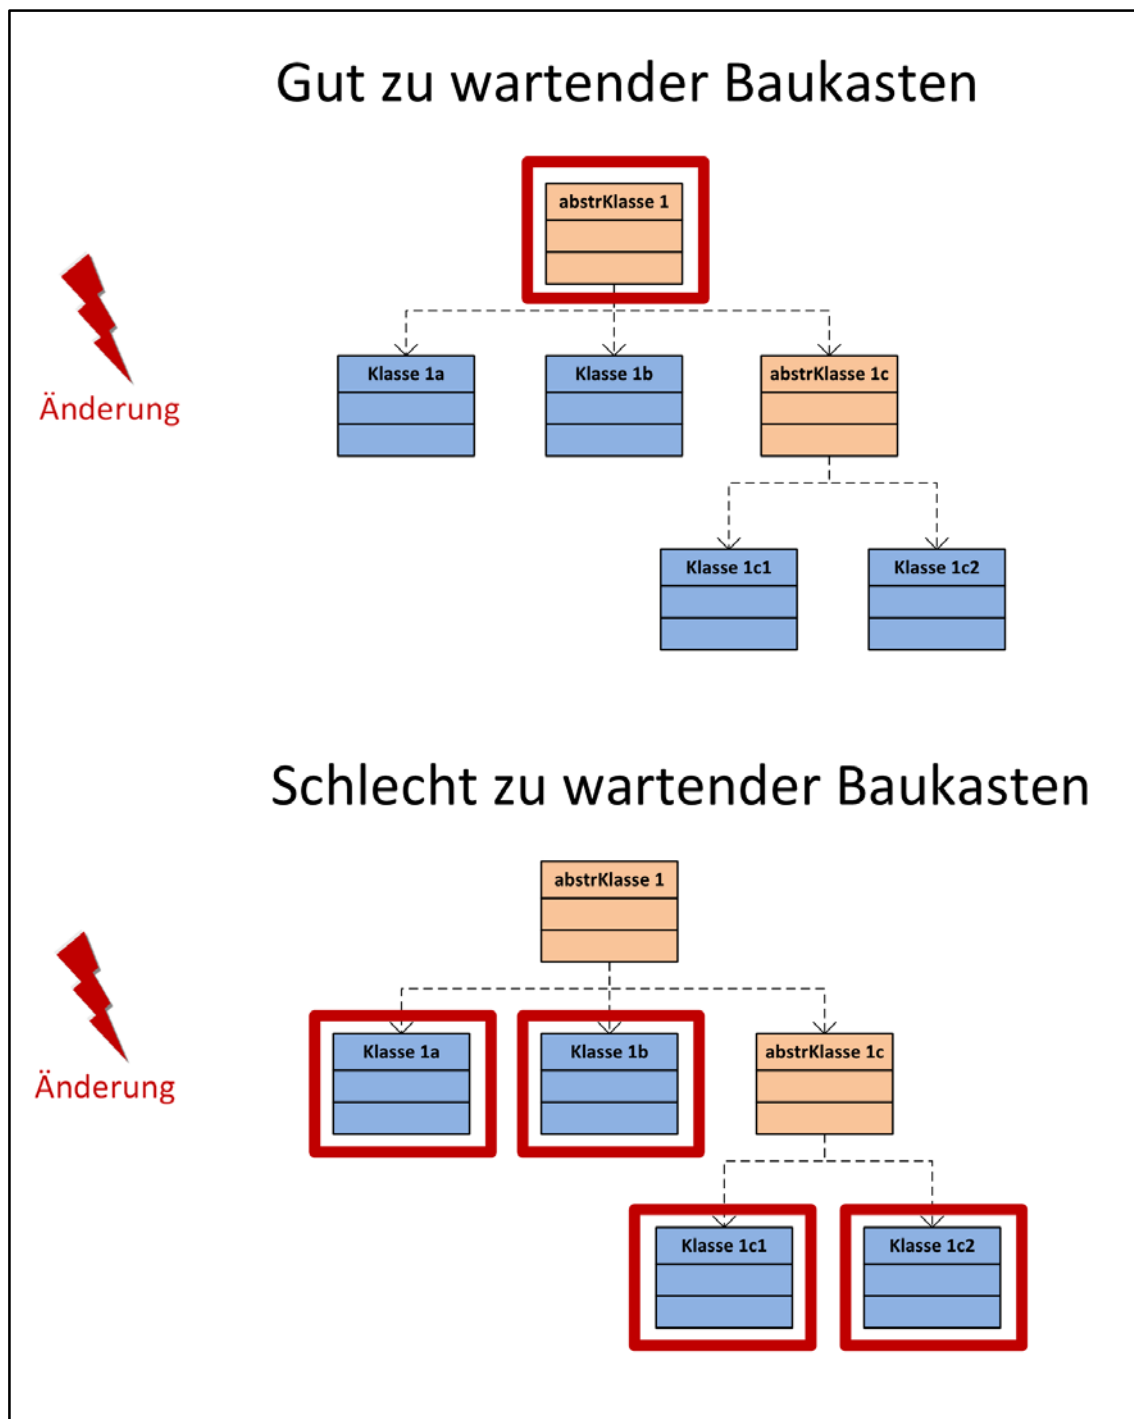 Gut zu wartender Baukasten
abstrKlasse 1
Änderung
Klasse 1a
Klasse 1b
abstrKlasse 1c
Klasse 1c1
Klasse 1c2
Schlecht zu wartender Baukasten
abstrKlasse 1
Änderung
Klasse 1a
Klasse 1b
abstrKlasse 1c
Klasse 1c1
Klasse 1c2